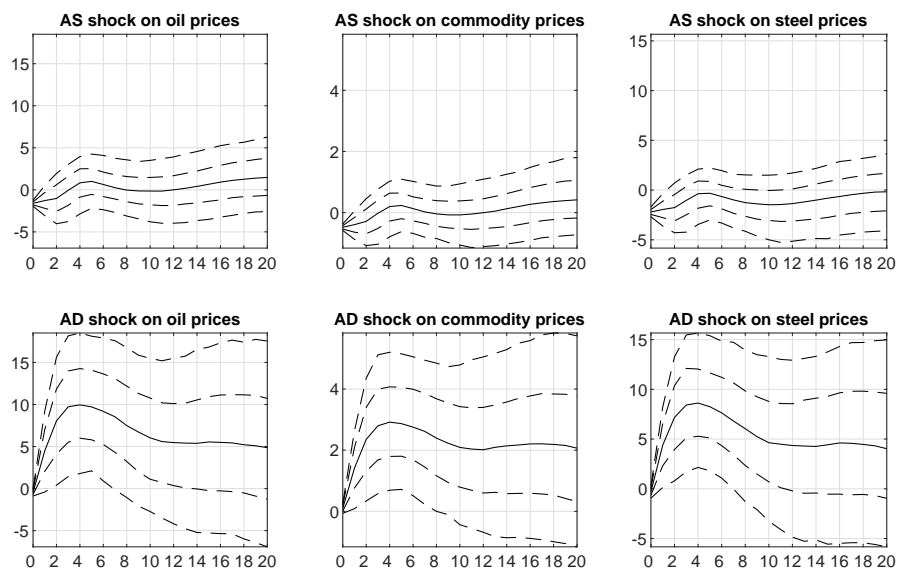 AS shock on oil prices
15
10
5
0
-5
0 2 4 6 8 10 12 14 16 18 20
AS shock on commodity prices
4
2
0
0 2 4 6 8 10 12 14 16 18 20
AS shock on steel prices
15
10
5
0
-5
0 2 4 6 8 10 12 14 16 18 20
AD shock on oil prices
15
10
5
0
-5
0 2 4 6 8 10 12 14 16 18 20
AD shock on commodity prices
4
2
0
0 2 4 6 8 10 12 14 16 18 20
AD shock on steel prices
15
10
5
0
-5
0 2 4 6 8 10 12 14 16 18 20